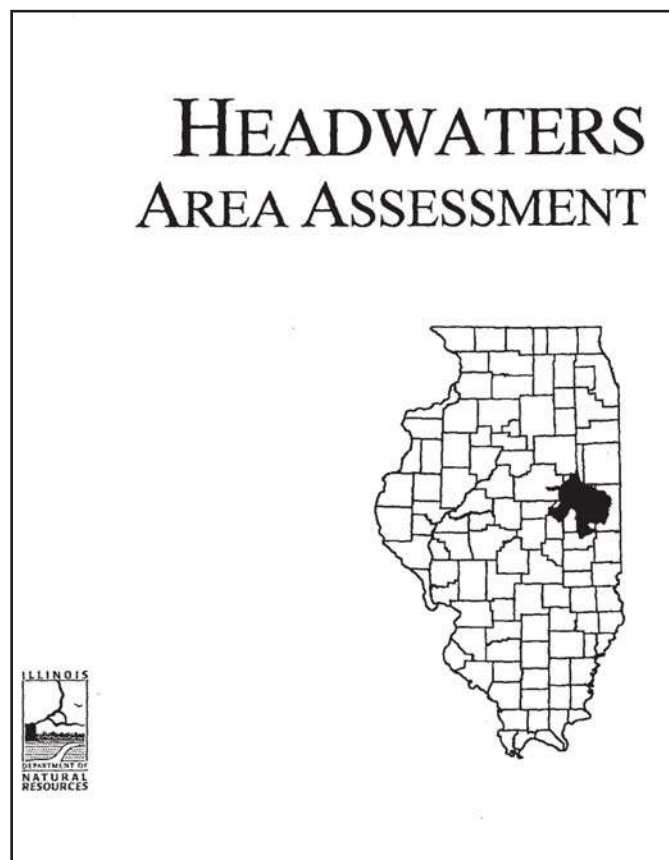 HEADWATERS
AREA ASSESSMENT
ILLINOIS
DEPARTMENT OF
NATURAL
RESOURCES